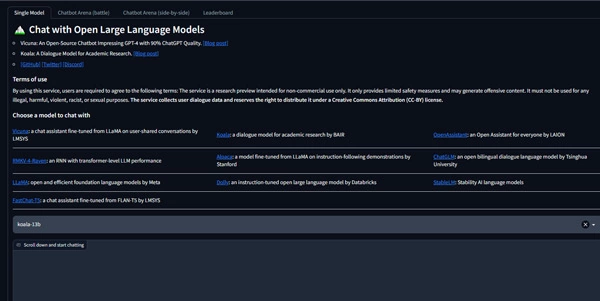 Single Model
Chatbot Arena (battle)
Chatbot Arena (side-by-side)
Leaderboard
Chat with Open Large Language Models
Vicuna: An Open-Source Chatbot Impressing GPT-4 with 90% ChatGPT Quality. [Blog post]
Koala: A Dialogue Model for Academic Research. [Blog post]
[GitHub] [Twitter] [Discord]
Terms of use
By using this service, users are required to agree to the following terms: The service is a research preview intended for non-commercial use only. It only provides limited safety measures and may generate offensive content. It must not be used for any
illegal, harmful, violent, racist, or sexual purposes. The service collects user dialogue data and reserves the right to distribute it under a Creative Commons Attribution (CC-BY) license.
Choose a model to chat with
Vicuna: a chat assistant fine-tuned from LLaMA on user-shared conversations by
LMSYS
Koala: a dialogue model for academic research by BAIR
OpenAssistant: an Open Assistant for everyone by LAION
RWKV-4-Raven: an RNN with transformer-level LLM performance
Alpaca: a model fine-tuned from LLaMA on instruction-following demonstrations by
Stanford
ChatGLM: an open bilingual dialogue language model by Tsinghua
University
LLaMA: open and efficient foundation language models by Meta
Dolly: an instruction-tuned open large language model by Databricks
StableLM: Stability AI language models
FastChat-T5: a chat assistant fine-tuned from FLAN-T5 by LMSYS
koala-13b
Scroll down and start chatting